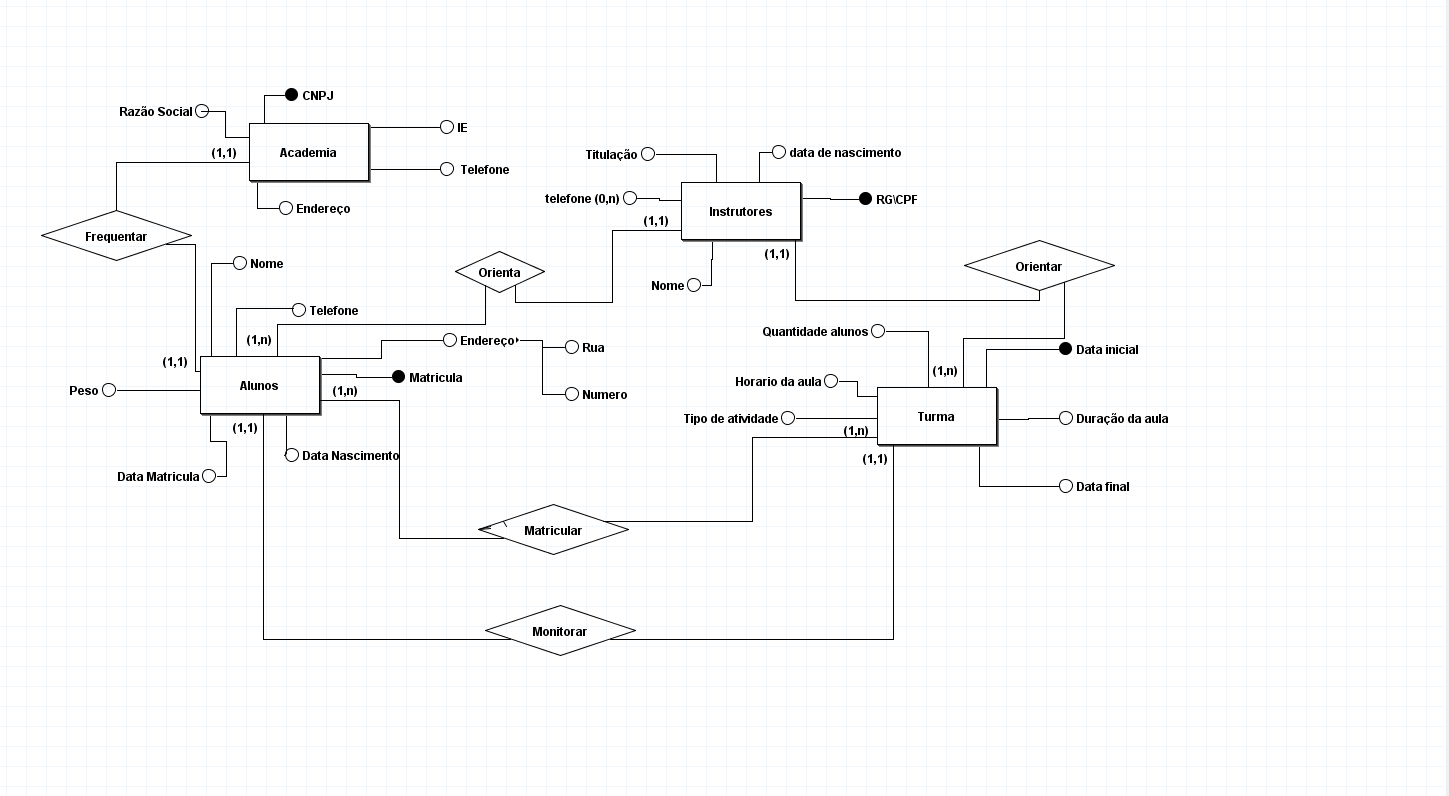 CNPJ
Razão Social
IE
Academia
(1,1)
Telefone
Endereço
Frequentar
Titulação
data de nascimento
telefone (0,n)
RG\CPF
Instrutores
(1,1)
(1,1)
Nome
Orienta
Orientar
Nome
Telefone
(1,n)
Endereço
Rua
Numero
(1,1)
Alunos
Matricula
(1,n)
Peso
(1,1)
Data Nascimento
Data Matricula
Quantidade alunos
Data inicial
(1,n)
Horario da aula
Turma
Tipo de atividade
Duração da aula
(1,n)
(1,1)
Data final
Matricular
Monitorar